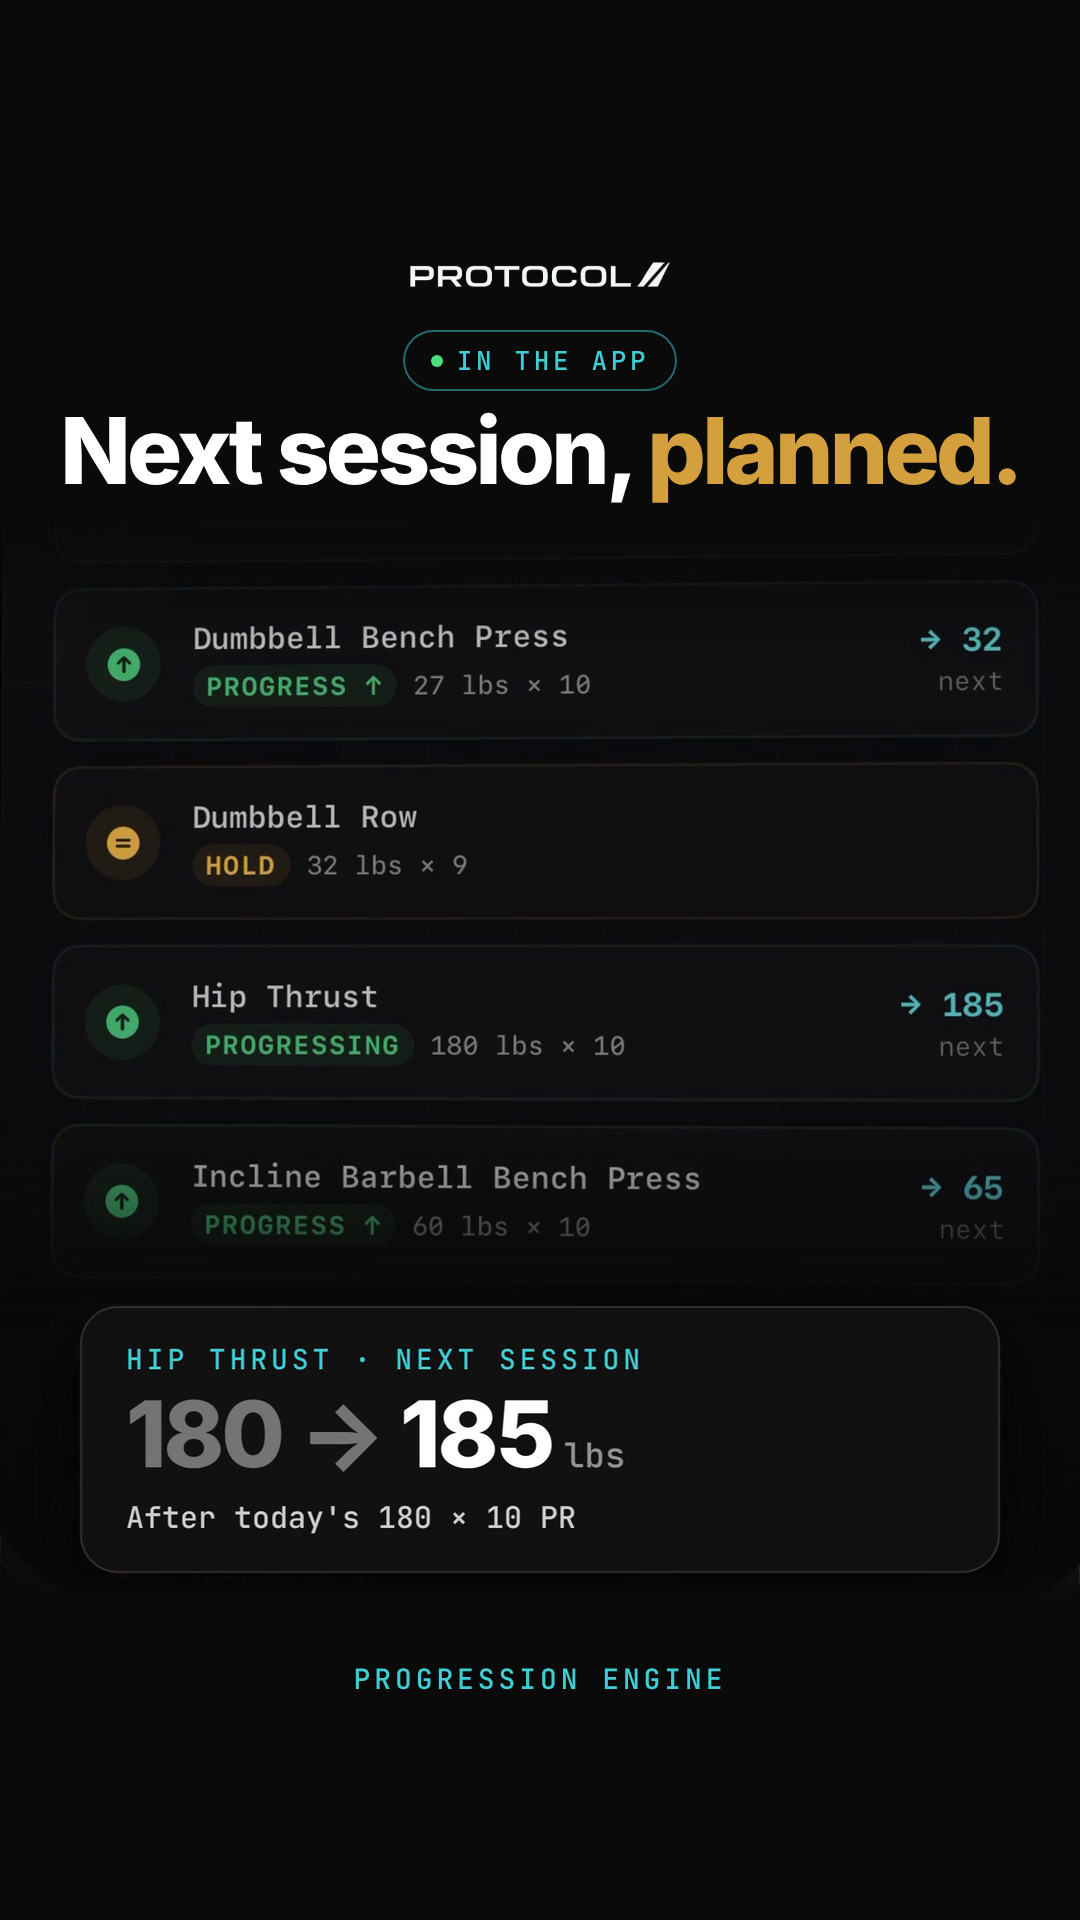 PROTOCOL
IN THE APP
Next session, planned.
Dumbbell Bench Press
→ 32
PROGRESS ↑ 27 lbs × 10
next
Dumbbell Row
HOLD 32 lbs × 9
Hip Thrust
→ 185
PROGRESSING 180 lbs × 10
next
Incline Barbell Bench Press
→ 65
PROGRESS ↑ 60 lbs × 10
next
HIP THRUST · NEXT SESSION
180 → 185 lbs
After today's 180 × 10 PR
PROGRESSION ENGINE